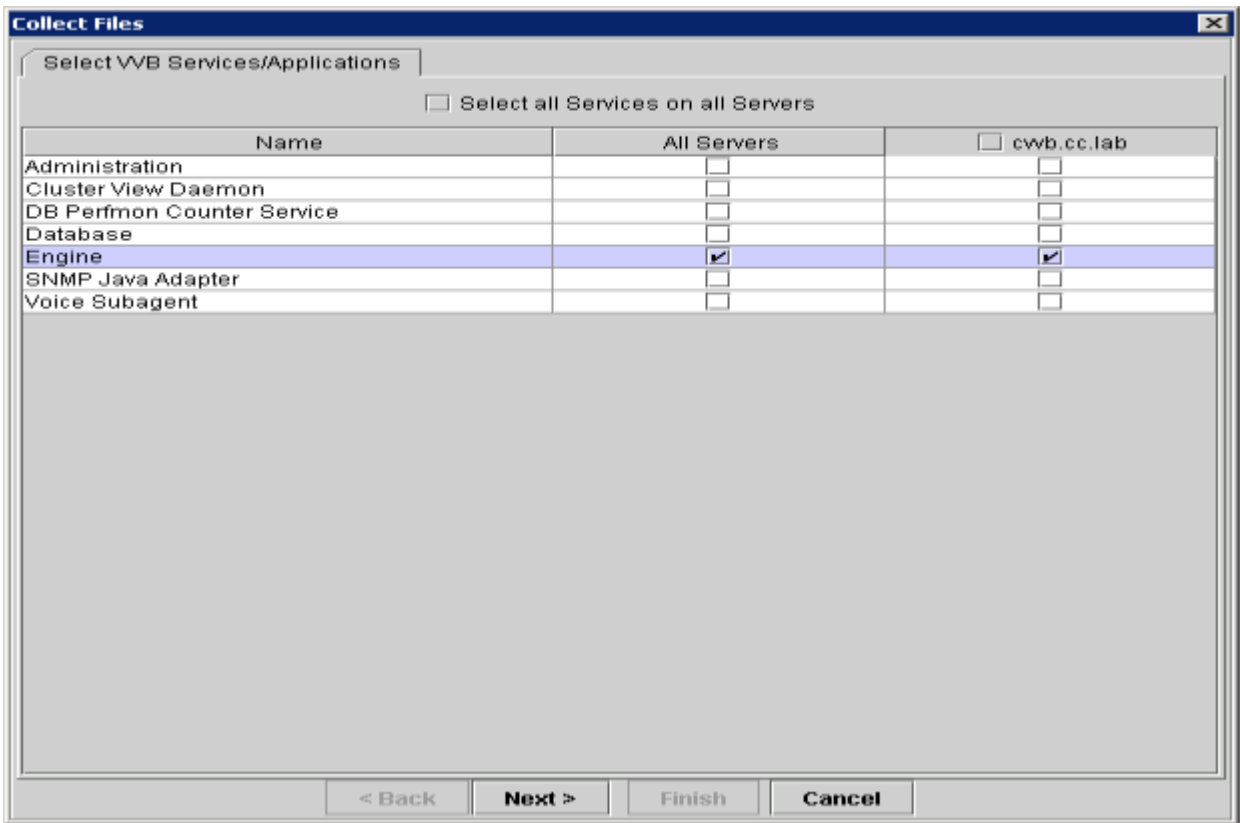 Collect Files
Select VVB Services/Applications
Select all Services on all Servers
Name All Servers cvvb.cc.lab
Administration
Cluster View Daemon
DB Perfmon Counter Service
Database
Engine
SNMP Java Adapter
Voice Subagent
< Back Next > Finish Cancel